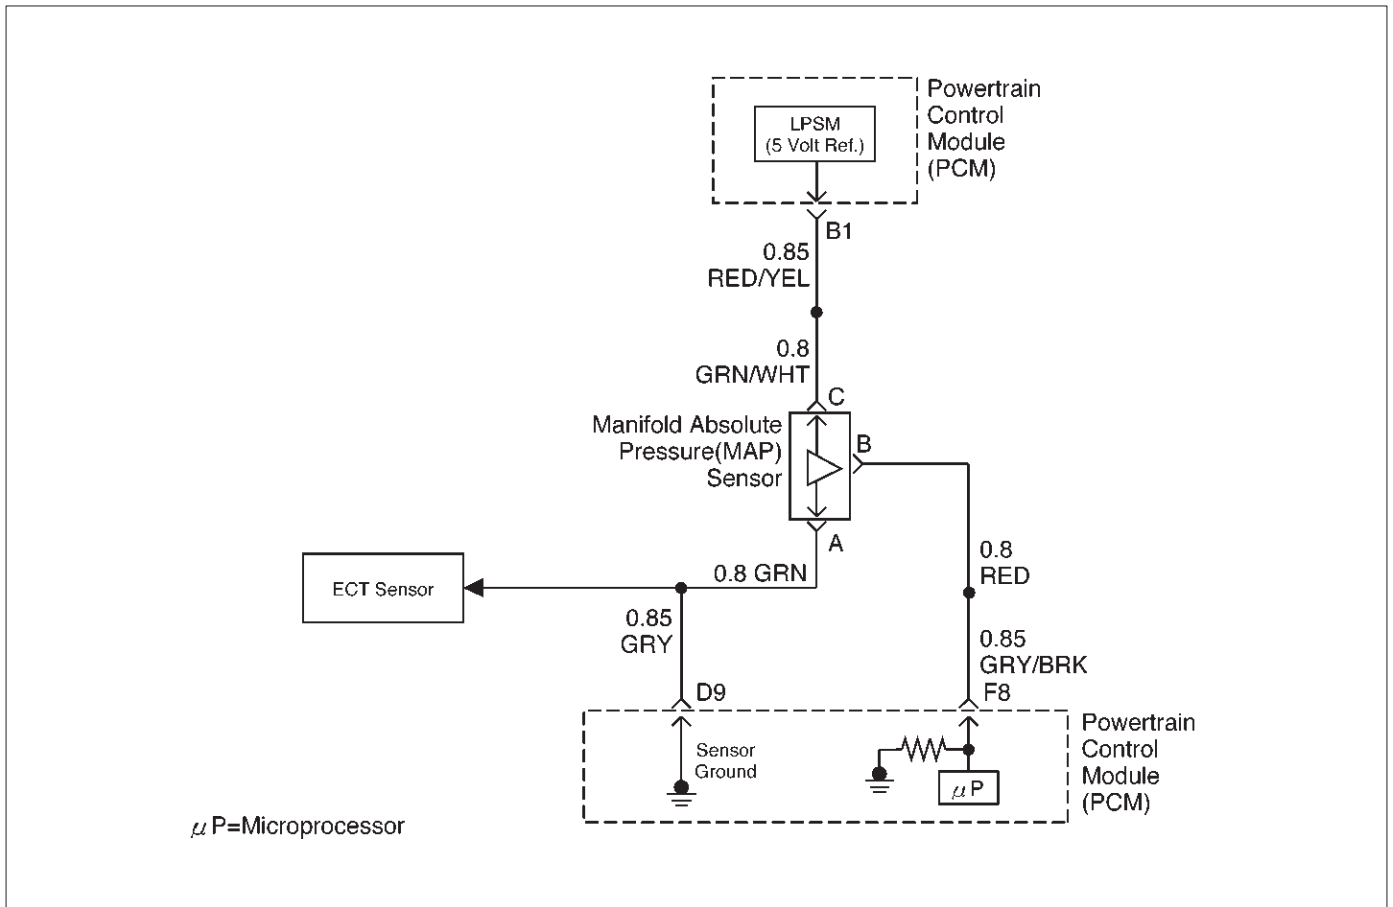 Powertrain
Control
Module
(PCM)
LPSM
(5 Volt Ref.)
B1
0.85
RED/YEL
0.8
GRN/WHT
C
Manifold Absolute
Pressure(MAP)
Sensor
B
A
0.8 GRN
ECT Sensor
0.8
RED
0.85
GRY
0.85
GRY/BRK
D9
F8
Sensor
Ground
μP
Powertrain
Control
Module
(PCM)
μP=Microprocessor